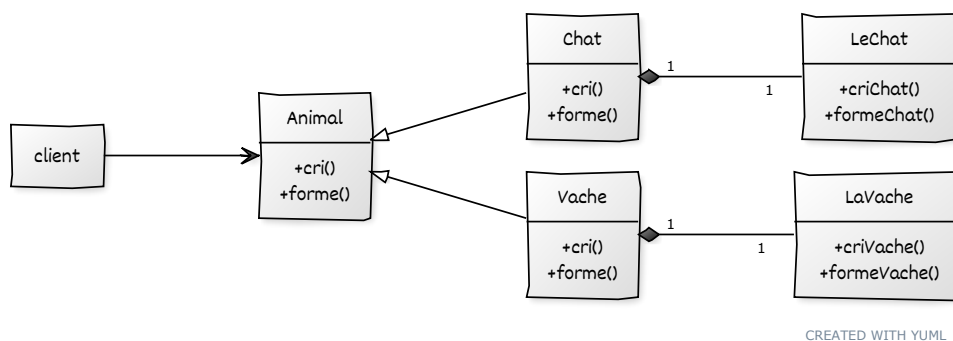 client
Animal
+cri()
+forme()
Chat
+cri()
+forme()
1
1
LeChat
+criChat()
+formeChat()
Vache
+cri()
+forme()
1
1
LaVache
+criVache()
+formeVache()
CREATED WITH YUML